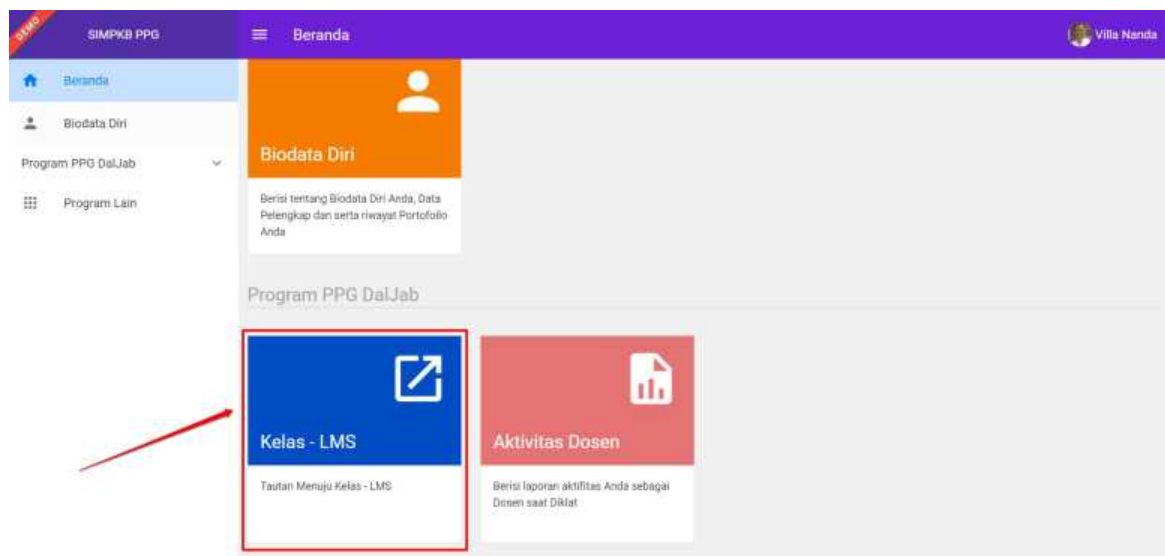 DEMO
SIMPKB PPG
Beranda
Villa Nanda
Beranda
Biodata Diri
Program PPG DalJab
Program Lain
Biodata Diri
Berisi tentang Biodata Diri Anda, Data
Pelengkap dan serta riwayat Portofoilo
Anda
Program PPG DalJab
Kelas - LMS
Tautan Menuju Kelas - LMS
Aktivitas Dosen
Berisi laporan aktifitas Anda sebagai
Dosen saat Diklat